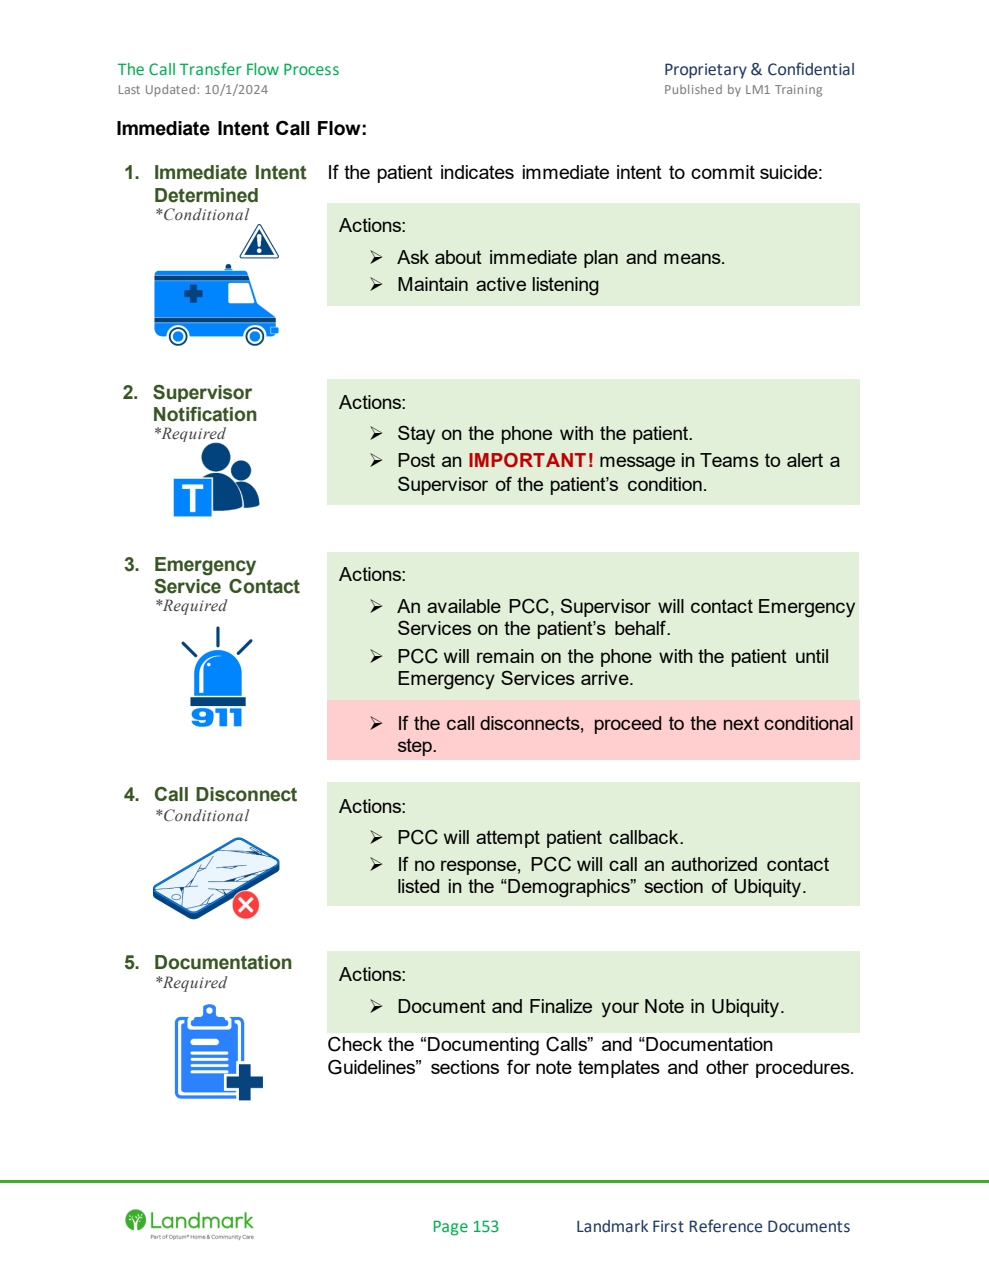 The Call Transfer Flow Process
Proprietary & Confidential
Last Updated: 10/1/2024
Published by LM1 Training
Immediate Intent Call Flow:
1. Immediate Intent
Determined
*Conditional
If the patient indicates immediate intent to commit suicide:
Actions:
➢ Ask about immediate plan and means.
➢ Maintain active listening
2. Supervisor
Notification
*Required
T
Actions:
➢ Stay on the phone with the patient.
➢ Post an IMPORTANT! message in Teams to alert a
Supervisor of the patient’s condition.
3. Emergency
Service Contact
*Required
911
Actions:
➢ An available PCC, Supervisor will contact Emergency
Services on the patient’s behalf.
➢ PCC will remain on the phone with the patient until
Emergency Services arrive.
➢ If the call disconnects, proceed to the next conditional
step.
4. Call Disconnect
*Conditional
Actions:
➢ PCC will attempt patient callback.
➢ If no response, PCC will call an authorized contact
listed in the “Demographics” section of Ubiquity.
5. Documentation
*Required
Actions:
➢ Document and Finalize your Note in Ubiquity.
Check the “Documenting Calls” and “Documentation
Guidelines” sections for note templates and other procedures.
Landmark
Part of Optum® Home & Community Care
Page 153
Landmark First Reference Documents